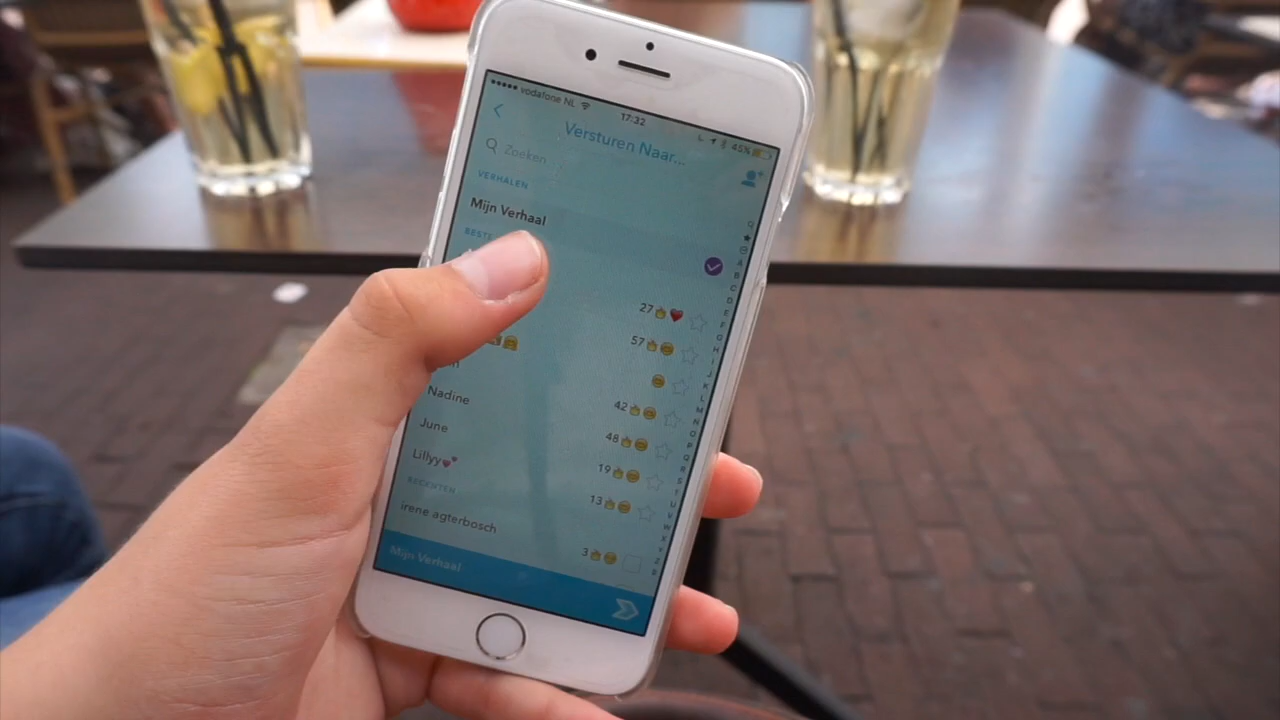 vodafone NL
17:32
45%
Versturen Naar...
Zoeken
VERHALEN
Mijn Verhaal
27
57
Nadine
42
June
48
Lillyy
19
13
irene agterbosch
3
Mijn Verhaal